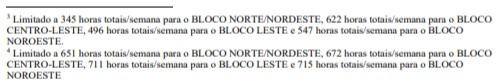 ³ Limitado a 345 horas totais/semana para o BLOCO NORTE/NORDESTE, 622 horas totais/semana para o BLOCO
CENTRO-LESTE, 496 horas totais/semana para o BLOCO LESTE e 547 horas totais/semana para o BLOCO
NOROESTE.
⁴ Limitado a 651 horas totais/semana para o BLOCO NORTE/NORDESTE, 672 horas totais/semana para o BLOCO
CENTRO-LESTE, 711 horas totais/semana para o BLOCO LESTE e 715 horas totais/semana para o BLOCO
NOROESTE